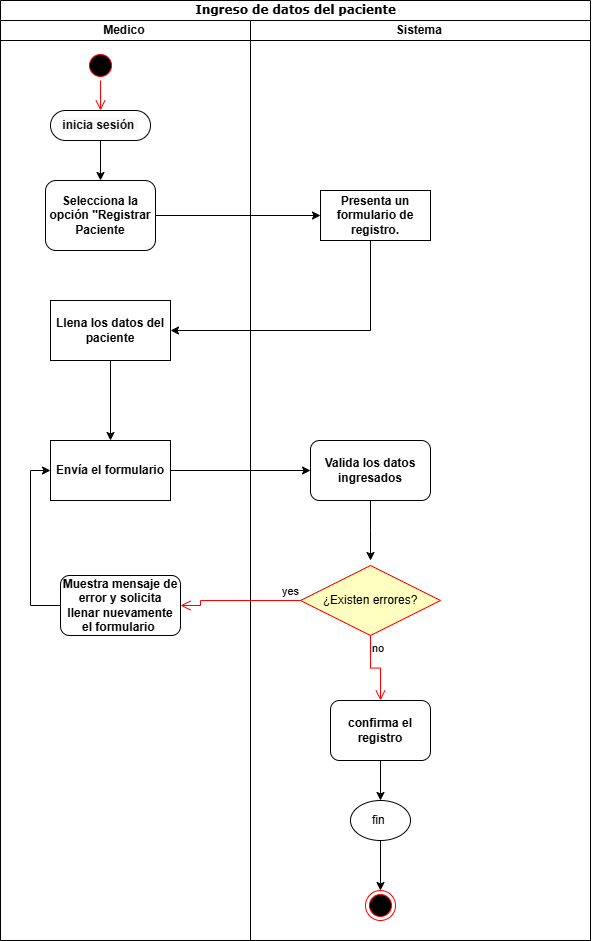 Ingreso de datos del paciente
Medico
Sistema
inicia sesión
Selecciona la
opción "Registrar
Paciente
Presenta un
formulario de
registro.
Llena los datos del
paciente
Envía el formulario
Valida los datos
ingresados
Muestra mensaje de
error y solicita
llenar nuevamente
el formulario
yes
¿Existen errores?
no
confirma el
registro
fin